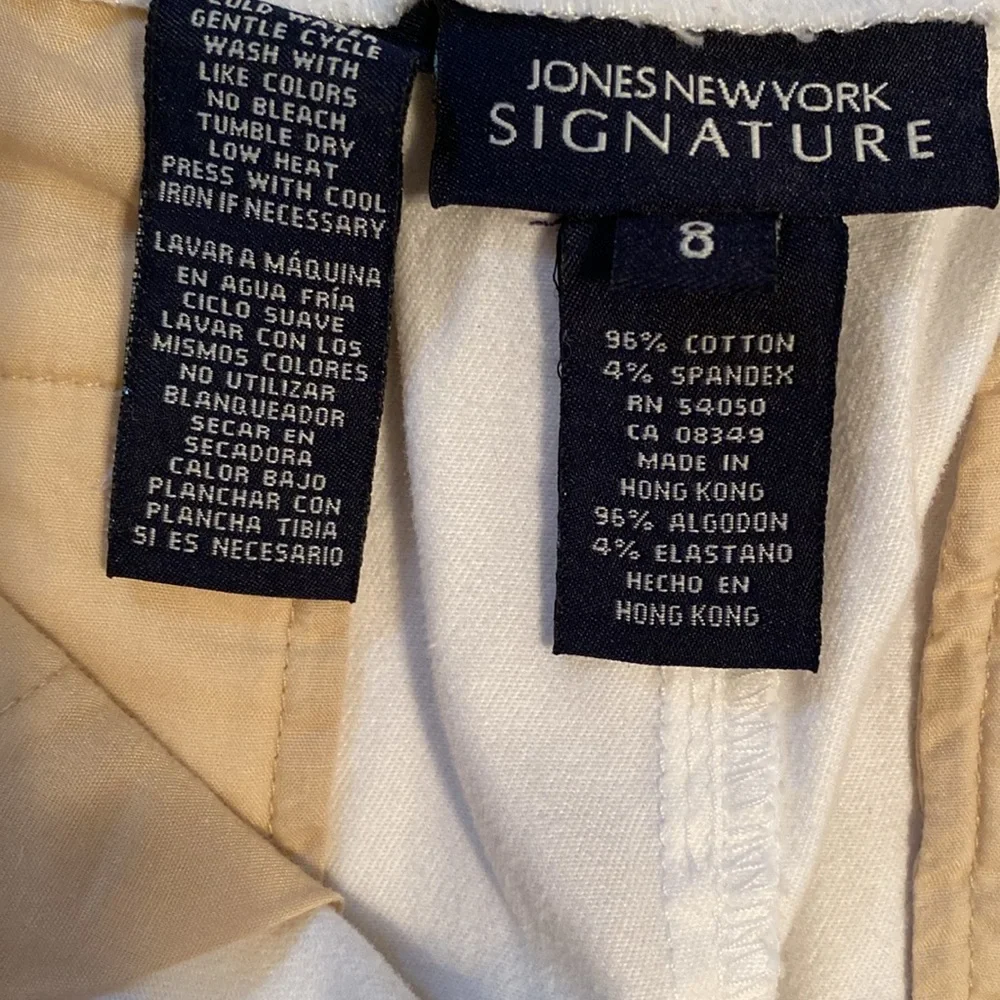 COLD WATER
GENTLE CYCLE
WASH WITH
LIKE COLORS
NO BLEACH
TUMBLE DRY
LOW HEAT
PRESS WITH COOL
IRON IF NECESSARY
LAVAR A MÁQUINA
EN AGUA FRÍA
CICLO SUAVE
LAVAR CON LOS
MISMOS COLORES
NO UTILIZAR
BLANQUEADOR
SECAR EN
SECADORA
CALOR BAJO
PLANCHAR CON
PLANCHA TIBIA
SI ES NECESARIO
JONES NEW YORK
SIGNATURE
8
96% COTTON
4% SPANDEX
RN 54050
CA 08349
MADE IN
HONG KONG
96% ALGODON
4% ELASTANO
HECHO EN
HONG KONG